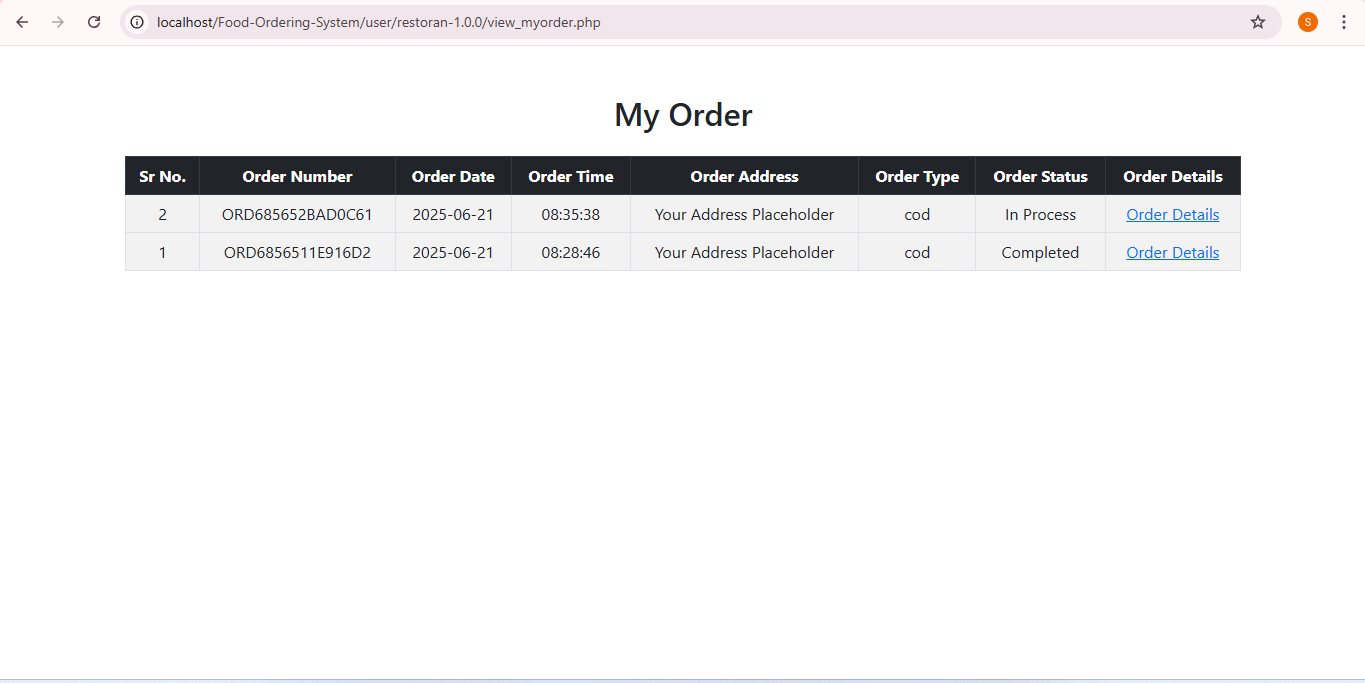 localhost/Food-Ordering-System/user/restoran-1.0.0/view_myorder.php
S
My Order
Sr No. Order Number Order Date Order Time Order Address Order Type Order Status Order Details
2 ORD685652BAD0C61 2025-06-21 08:35:38 Your Address Placeholder cod In Process Order Details
1 ORD6856511E916D2 2025-06-21 08:28:46 Your Address Placeholder cod Completed Order Details